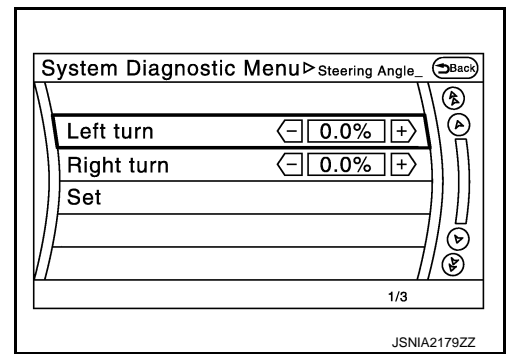 System Diagnostic Menu▷Steering Angle_ Back
Left turn − 0.0% +
Right turn − 0.0% +
Set
1/3
JSNIA2179ZZ